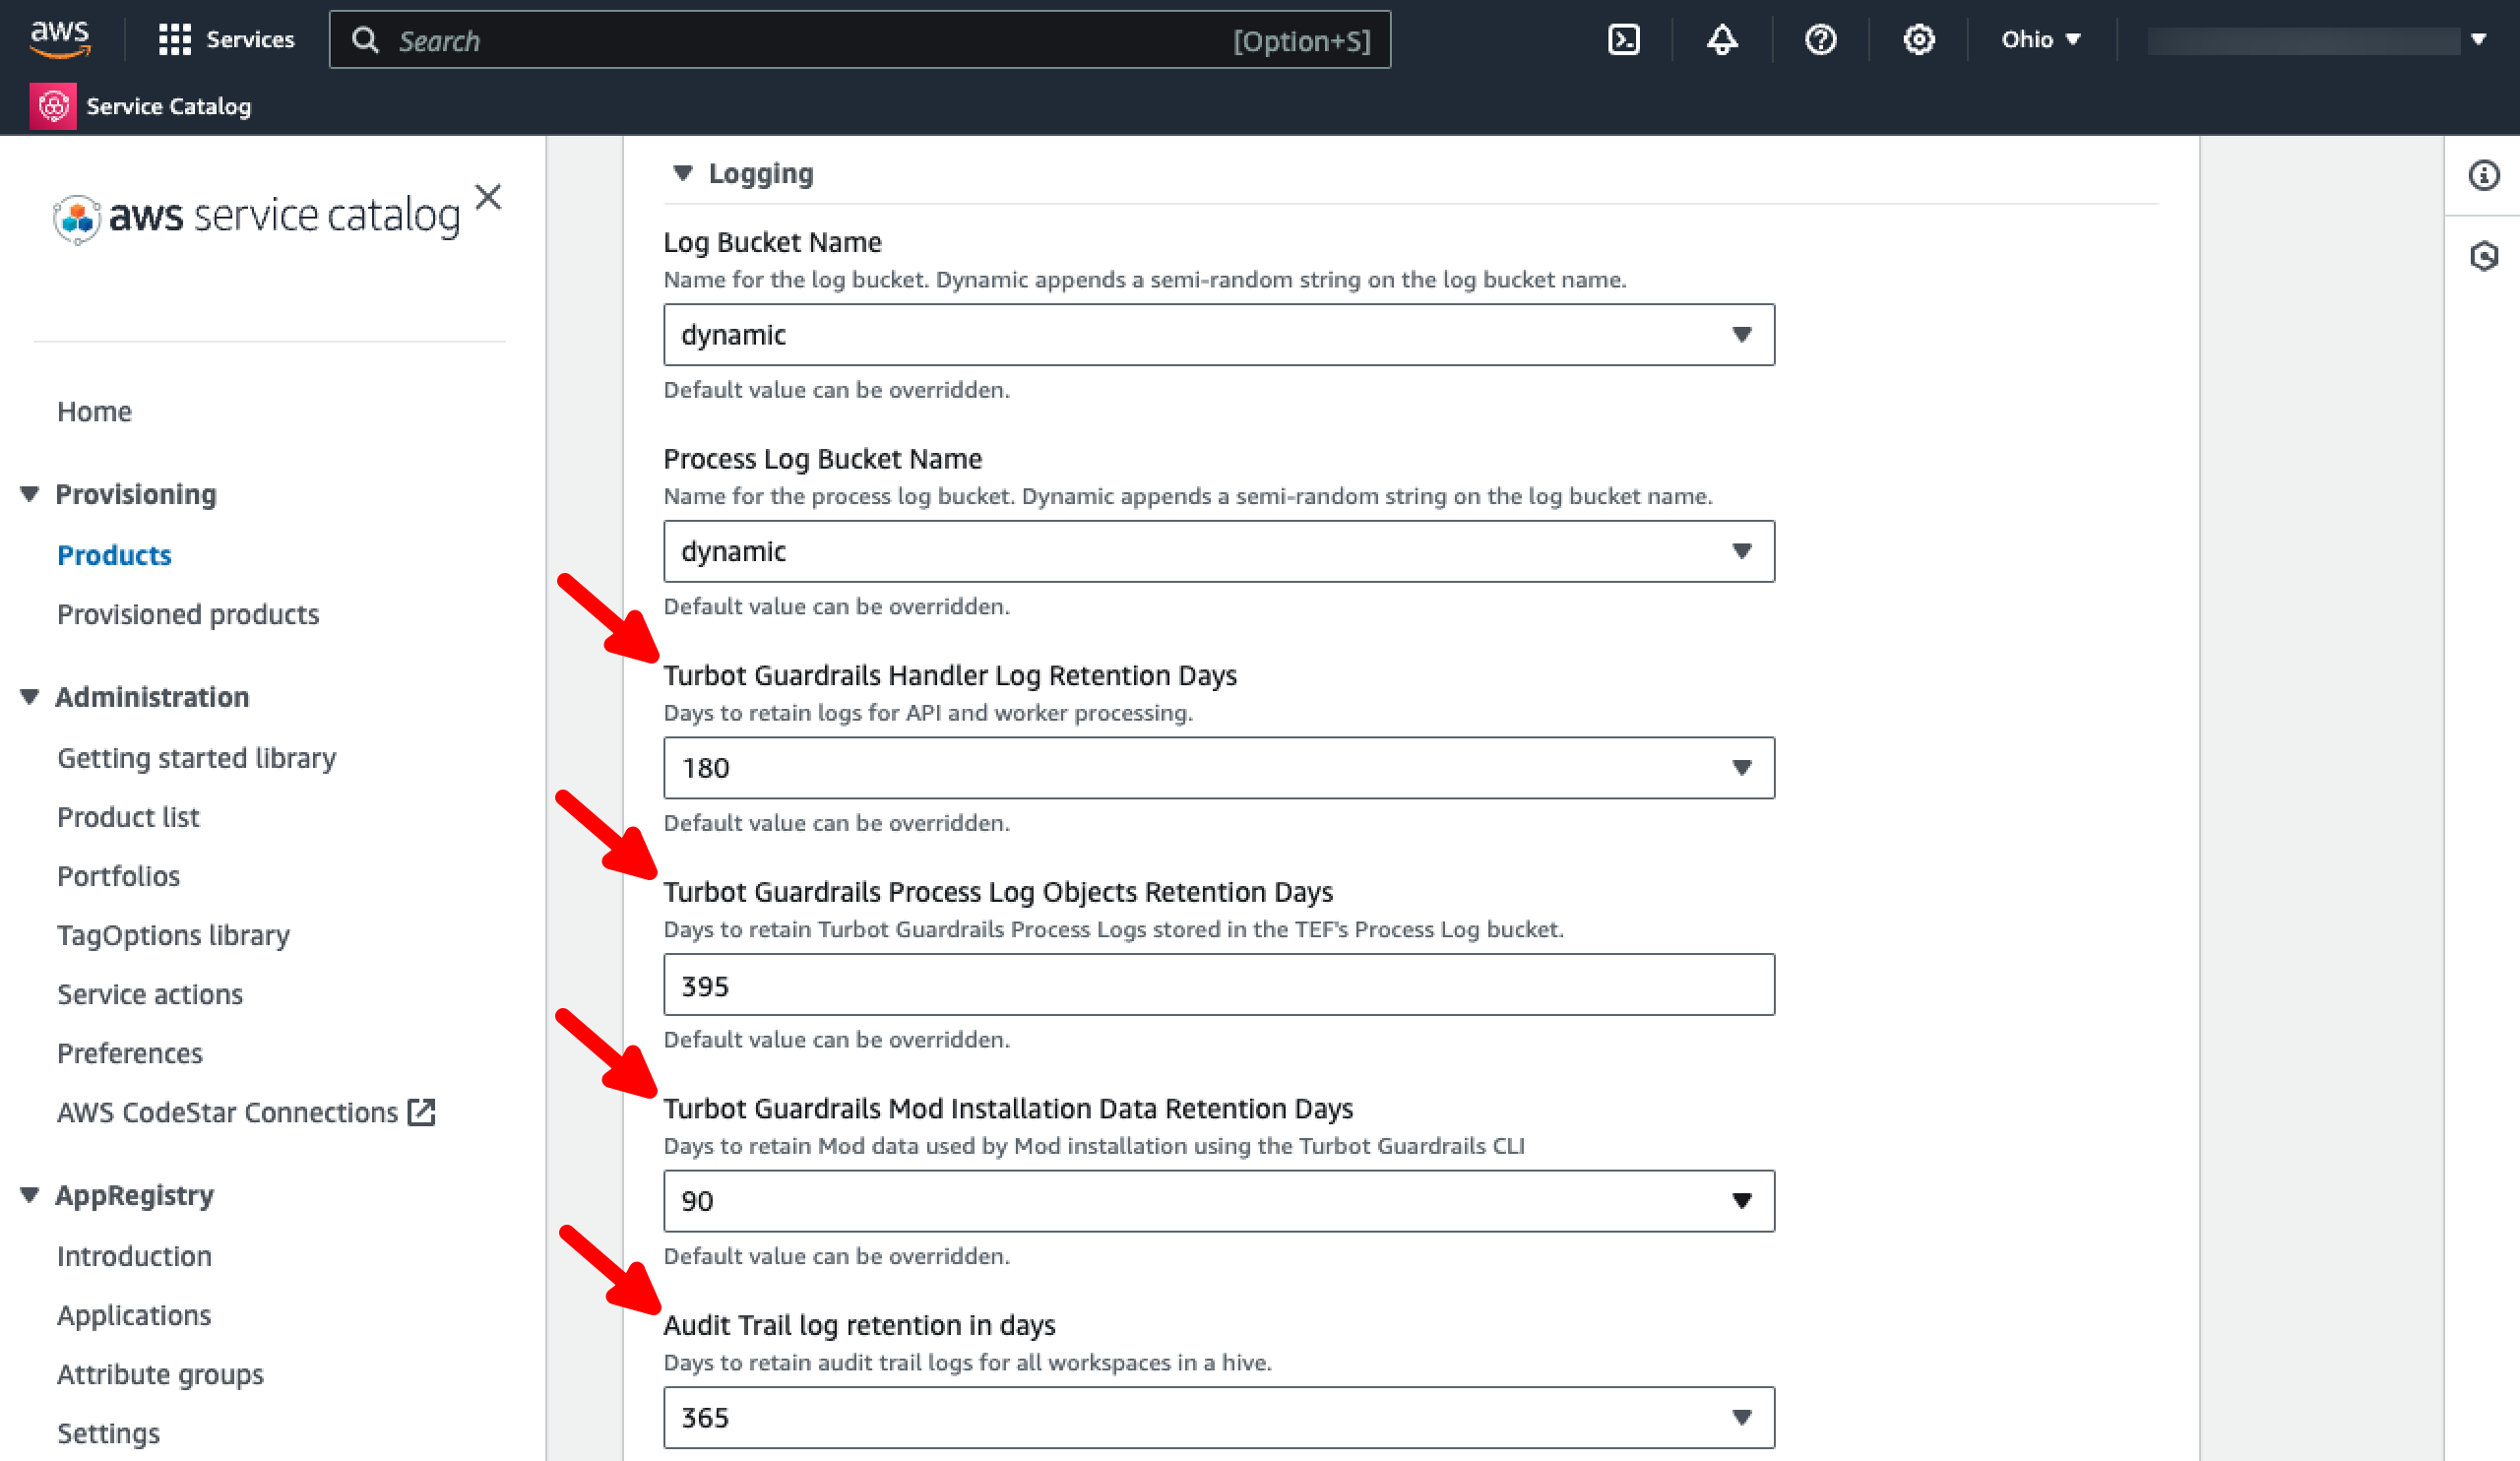 aws
Services
Search
[Option+S]
Ohio
Service Catalog
aws service catalog
Home
Provisioning
Products
Provisioned products
Administration
Getting started library
Product list
Portfolios
TagOptions library
Service actions
Preferences
AWS CodeStar Connections
AppRegistry
Introduction
Applications
Attribute groups
Settings
Logging
Log Bucket Name
Name for the log bucket. Dynamic appends a semi-random string on the log bucket name.
dynamic
Default value can be overridden.
Process Log Bucket Name
Name for the process log bucket. Dynamic appends a semi-random string on the log bucket name.
dynamic
Default value can be overridden.
Turbot Guardrails Handler Log Retention Days
Days to retain logs for API and worker processing.
180
Default value can be overridden.
Turbot Guardrails Process Log Objects Retention Days
Days to retain Turbot Guardrails Process Logs stored in the TEF's Process Log bucket.
395
Default value can be overridden.
Turbot Guardrails Mod Installation Data Retention Days
Days to retain Mod data used by Mod installation using the Turbot Guardrails CLI
90
Default value can be overridden.
Audit Trail log retention in days
Days to retain audit trail logs for all workspaces in a hive.
365